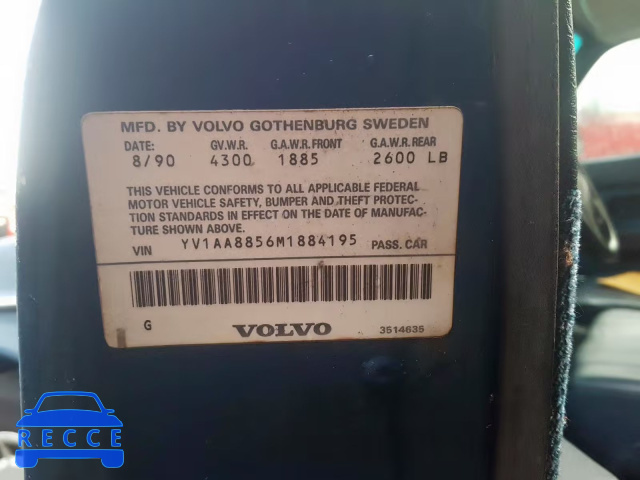 MFD. BY VOLVO GOTHENBURG SWEDEN
DATE: G.V.W.R. G.A.W.R. FRONT G.A.W.R. REAR
8/90 4300 1885 2600 LB
THIS VEHICLE CONFORMS TO ALL APPLICABLE FEDERAL
MOTOR VEHICLE SAFETY, BUMPER AND THEFT PROTEC-
TION STANDARDS IN EFFECT ON THE DATE OF MANUFAC-
TURE SHOWN ABOVE.
VIN YV1AA8856M1884195 PASS. CAR
G VOLVO 3514635
RECCE